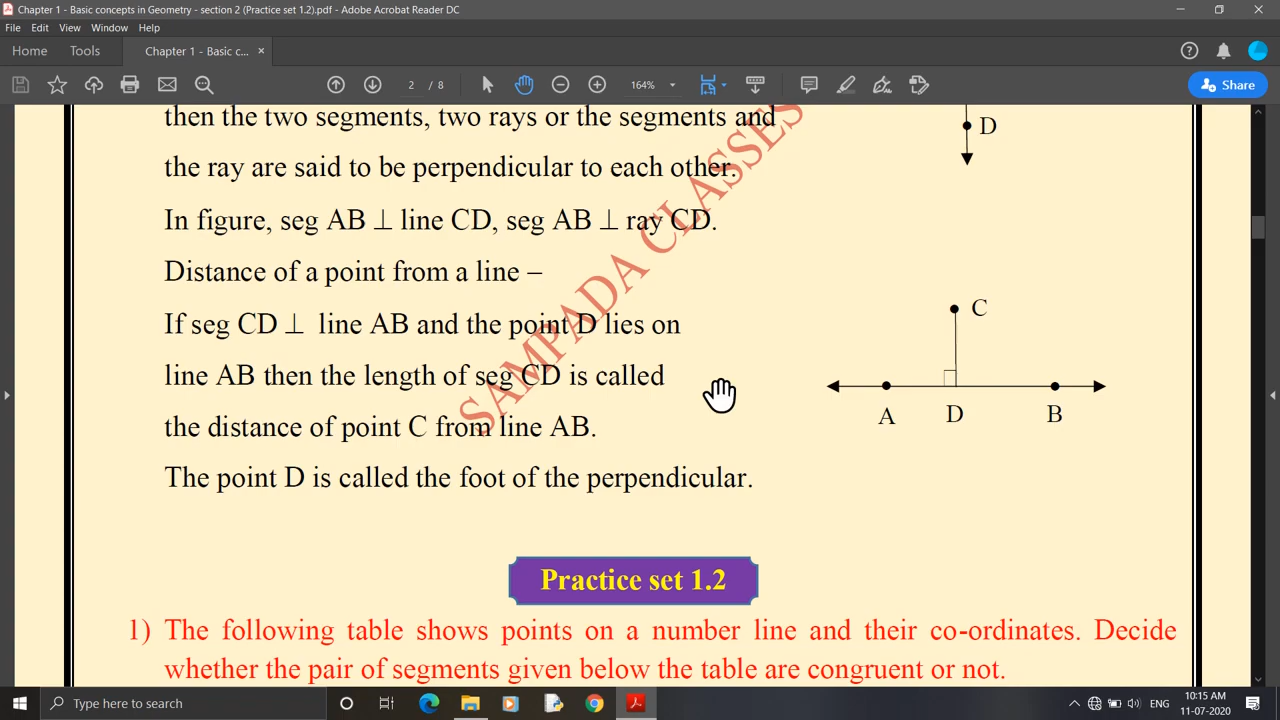 Chapter 1 - Basic concepts in Geometry - section 2 (Practice set 1.2).pdf - Adobe Acrobat Reader DC
File Edit View Window Help
Home Tools Chapter 1 - Basic c... ×
2 / 8 164% Share
then the two segments, two rays or the segments and
D
the ray are said to be perpendicular to each other.
In figure, seg AB ⊥ line CD, seg AB ⊥ ray CD.
Distance of a point from a line –
If seg CD ⊥ line AB and the point D lies on
C
line AB then the length of seg CD is called
the distance of point C from line AB.
A D B
The point D is called the foot of the perpendicular.
SAMPADA CLASSES
Practice set 1.2
1) The following table shows points on a number line and their co-ordinates. Decide
whether the pair of segments given below the table are congruent or not.
Type here to search
ENG
10:15 AM
11-07-2020